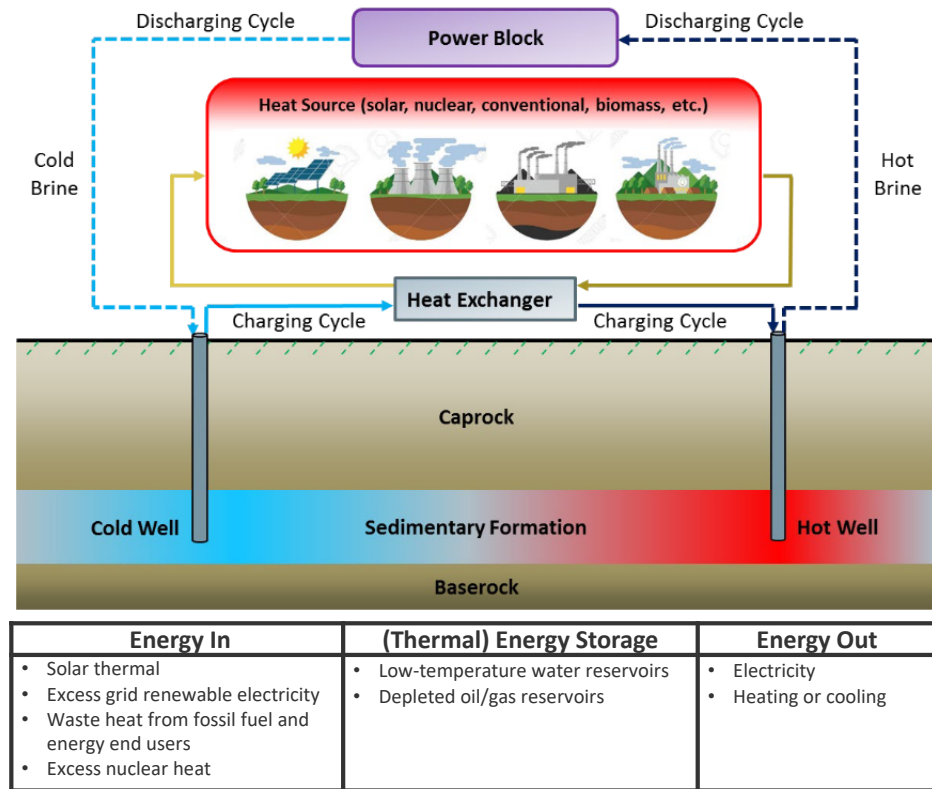 Discharging Cycle
Power Block
Discharging Cycle
Heat Source (solar, nuclear, conventional, biomass, etc.)
Cold
Brine
Hot
Brine
Heat Exchanger
Charging Cycle
Charging Cycle
Caprock
Cold Well
Sedimentary Formation
Hot Well
Baserock
Energy In
• Solar thermal
• Excess grid renewable electricity
• Waste heat from fossil fuel and
energy end users
• Excess nuclear heat
(Thermal) Energy Storage
• Low-temperature water reservoirs
• Depleted oil/gas reservoirs
Energy Out
• Electricity
• Heating or cooling